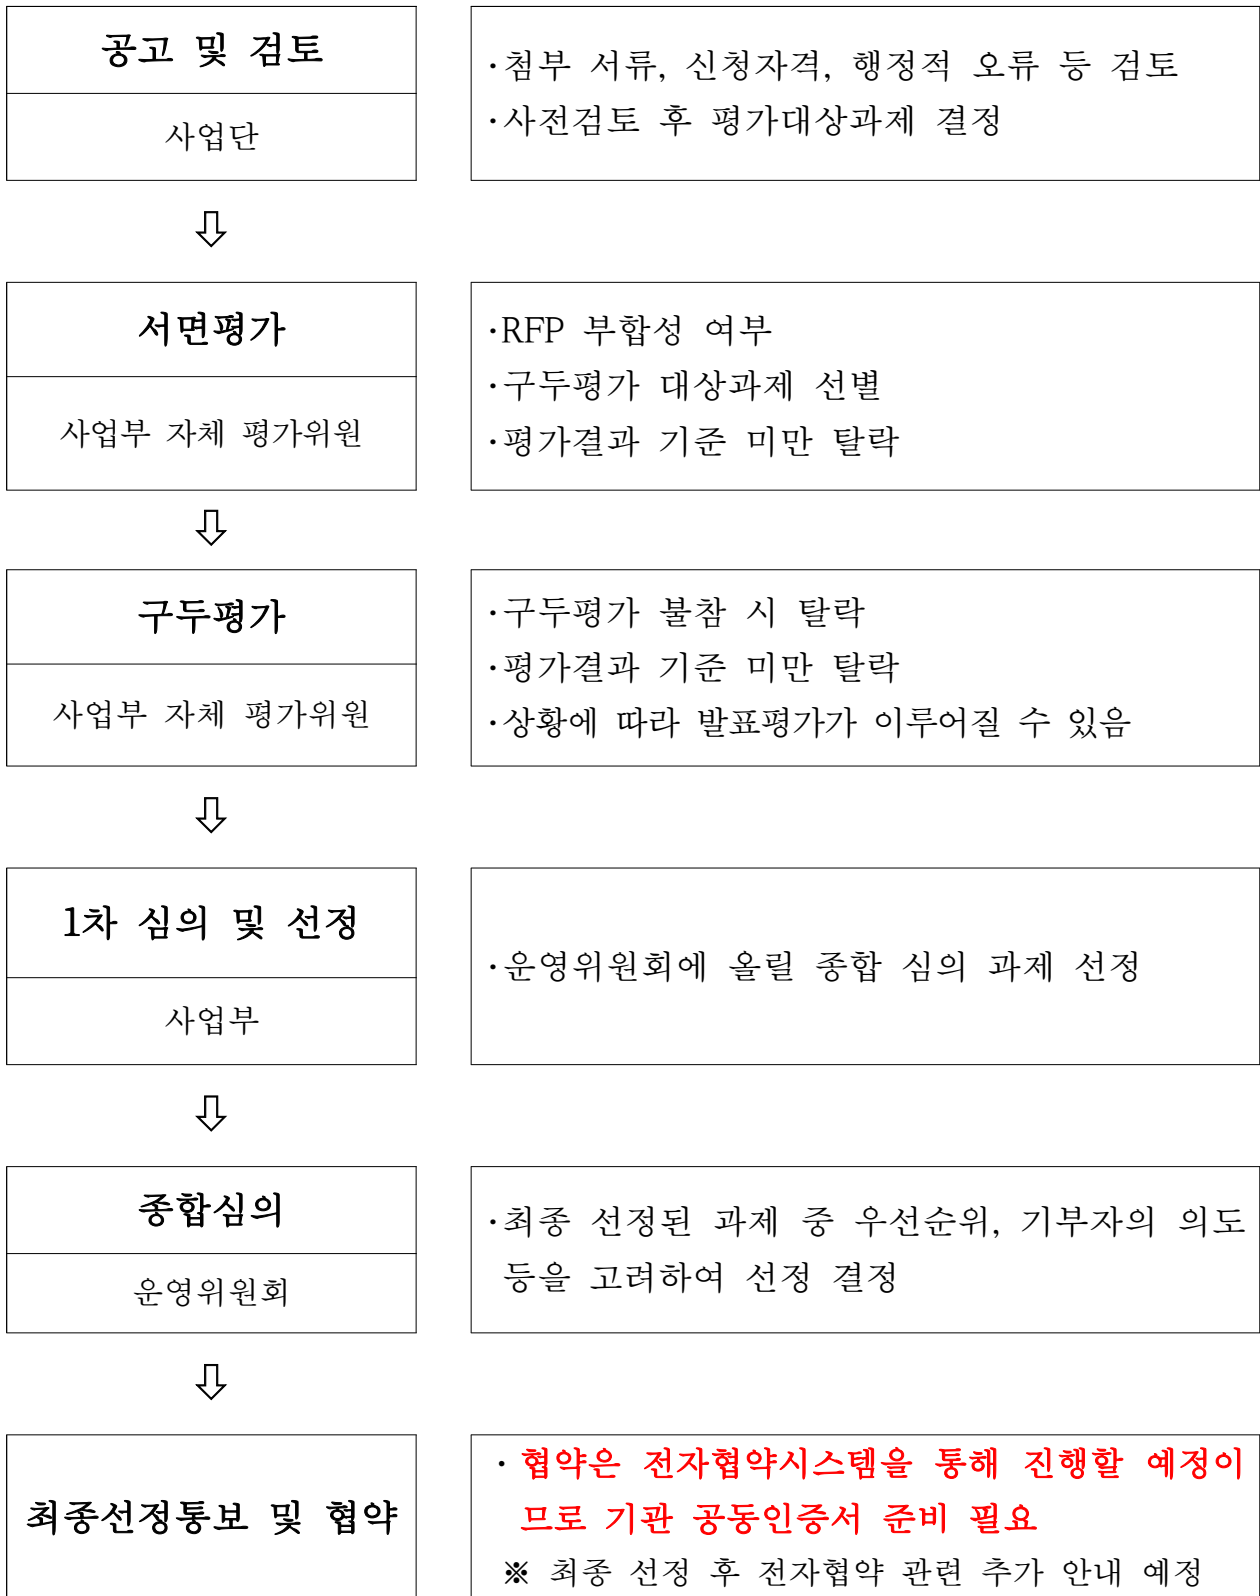 공고 및 검토
사업단
·첨부 서류, 신청자격, 행정적 오류 등 검토
·사전검토 후 평가대상과제 결정
서면평가
사업부 자체 평가위원
·RFP 부합성 여부
·구두평가 대상과제 선별
·평가결과 기준 미만 탈락
구두평가
사업부 자체 평가위원
·구두평가 불참 시 탈락
·평가결과 기준 미만 탈락
·상황에 따라 발표평가가 이루어질 수 있음
1차 심의 및 선정
사업부
·운영위원회에 올릴 종합 심의 과제 선정
종합심의
운영위원회
·최종 선정된 과제 중 우선순위, 기부자의 의도
등을 고려하여 선정 결정
최종선정통보 및 협약
· 협약은 전자협약시스템을 통해 진행할 예정이
므로 기관 공동인증서 준비 필요
※ 최종 선정 후 전자협약 관련 추가 안내 예정